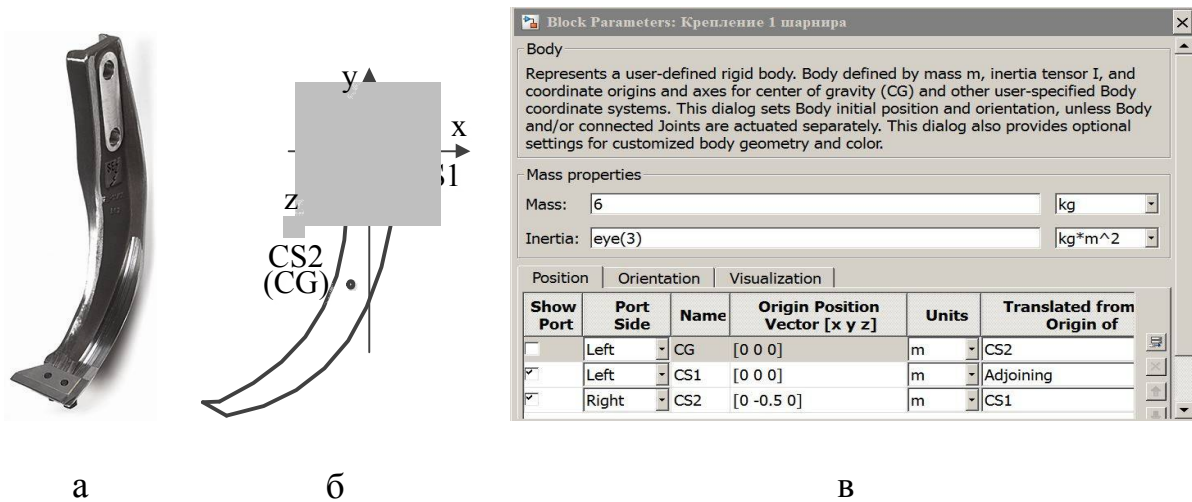 y
x
z
CS2
(CG)
Block Parameters: Крепление 1 шарнира
Body
Represents a user-defined rigid body. Body defined by mass m, inertia tensor I, and
coordinate origins and axes for center of gravity (CG) and other user-specified Body
coordinate systems. This dialog sets Body initial position and orientation, unless Body
and/or connected Joints are actuated separately. This dialog also provides optional
settings for customized body geometry and color.
Mass properties
Mass: 6 kg
Inertia: eye(3) kg*m^2
Position Orientation Visualization
Show Port Port Side Name Origin Position Vector [x y z] Units Translated from Origin of
Left CG [0 0 0] m CS2
Left CS1 [0 0 0] m Adjoining
Right CS2 [0 -0.5 0] m CS1
а б в